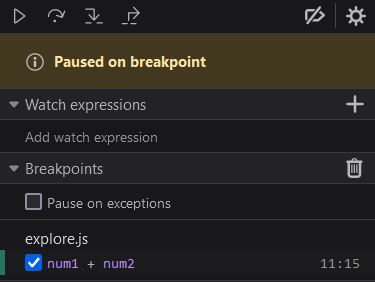 Paused on breakpoint
Watch expressions
Add watch expression
Breakpoints
Pause on exceptions
explore.js
num1 + num2 11:15